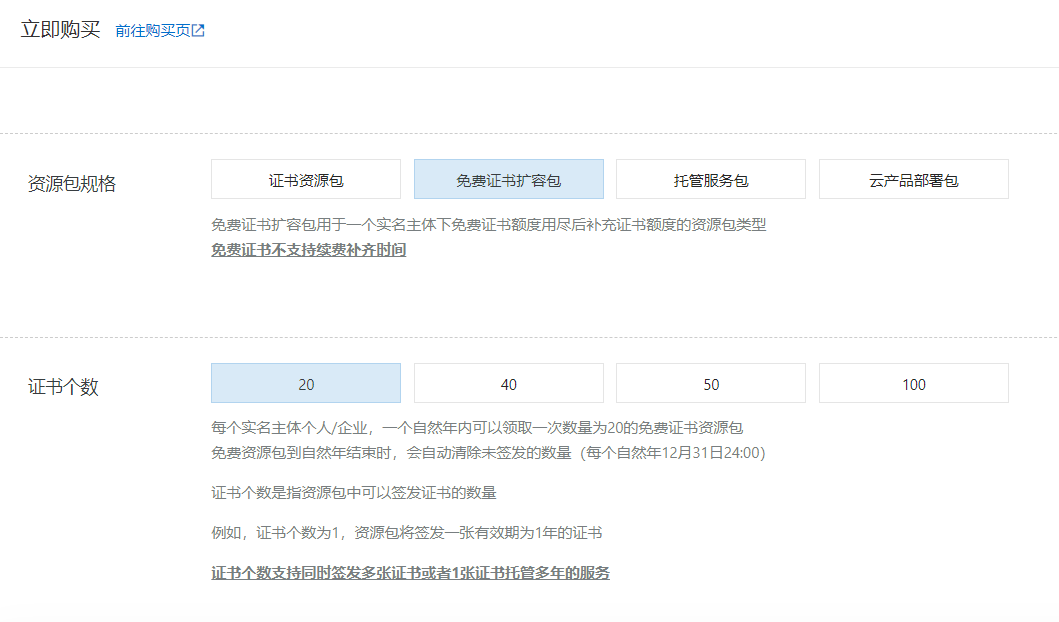 立即购买 前往购买页
资源包规格
证书资源包 免费证书扩容包 托管服务包 云产品部署包
免费证书扩容包用于一个实名主体下免费证书额度用尽后补充证书额度的资源包类型
免费证书不支持续费补齐时间
证书个数
20 40 50 100
每个实名主体个人/企业，一个自然年内可以领取一次数量为20的免费证书资源包
免费资源包到自然年结束时，会自动清除未签发的数量（每个自然年12月31日24:00）
证书个数是指资源包中可以签发证书的数量
例如，证书个数为1，资源包将签发一张有效期为1年的证书
证书个数支持同时签发多张证书或者1张证书托管多年的服务